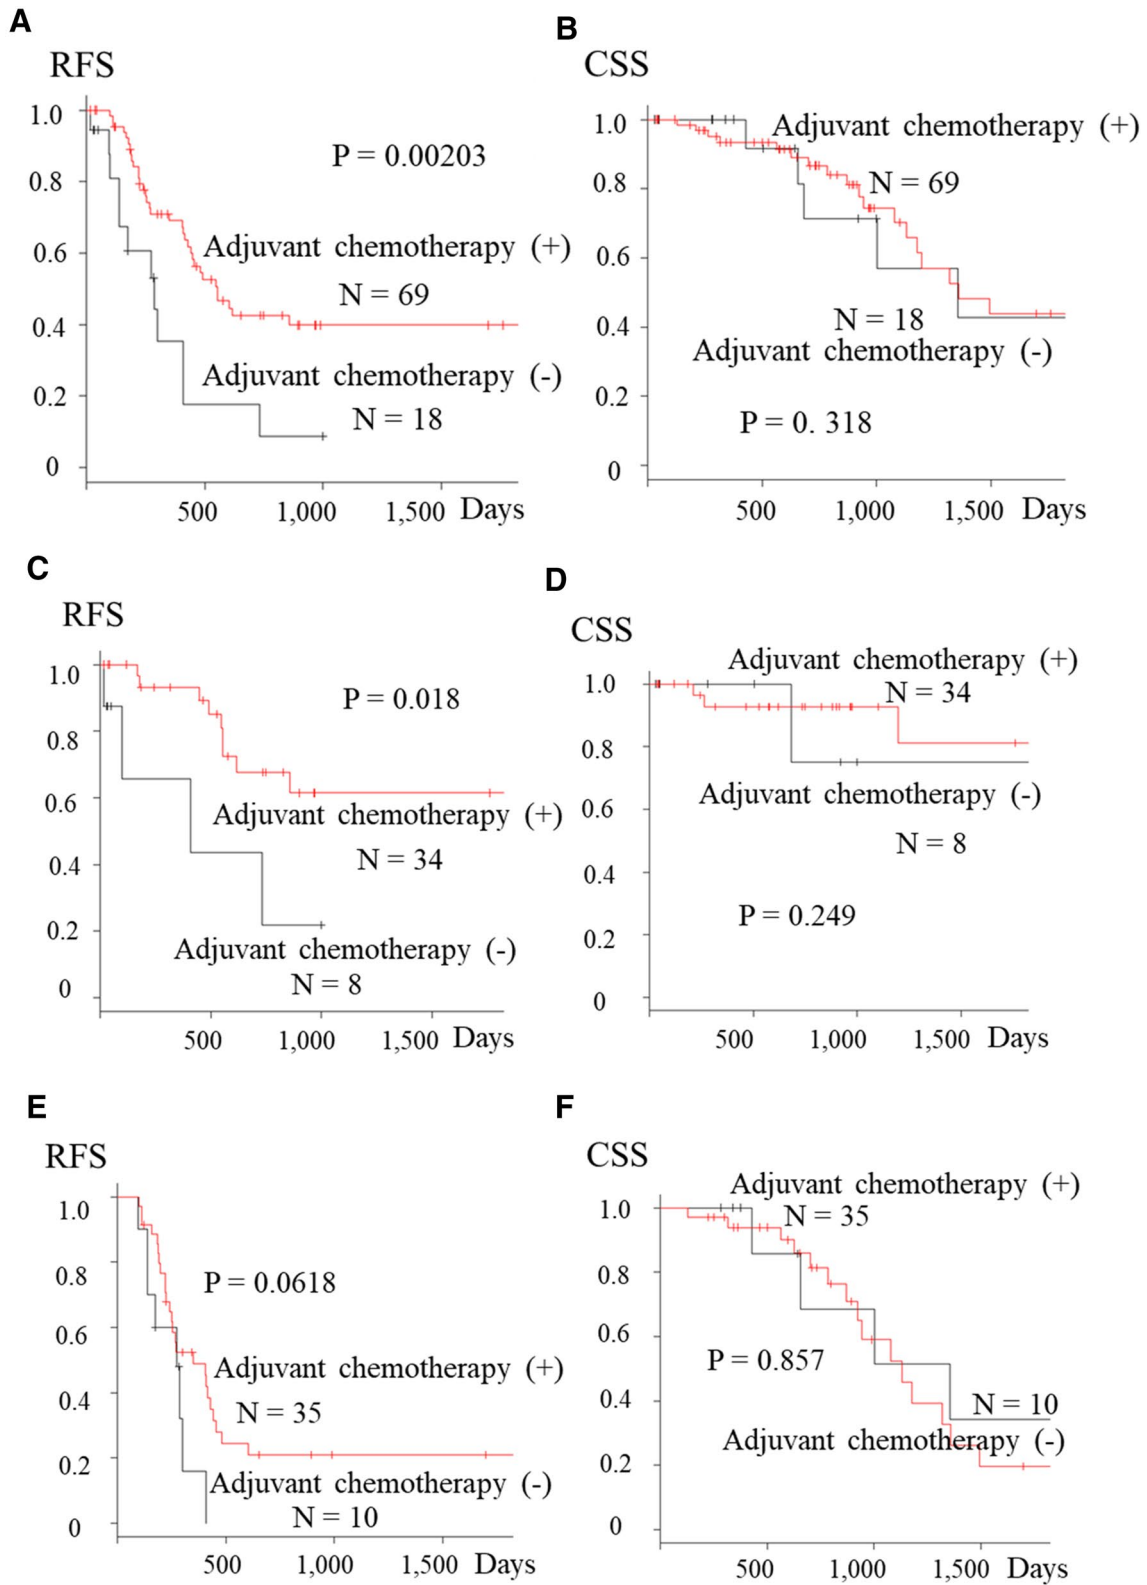 A
RFS
1.0
0.8
0.6
0.4
0.2
0
P = 0.00203
Adjuvant chemotherapy (+)
N = 69
Adjuvant chemotherapy (-)
N = 18
500 1,000 1,500 Days
B
CSS
1.0
0.8
0.6
0.4
0.2
0
Adjuvant chemotherapy (+)
N = 69
N = 18
Adjuvant chemotherapy (-)
P = 0. 318
500 1,000 1,500 Days
C
RFS
1.0
0.8
0.6
0.4
0.2
0
P = 0.018
Adjuvant chemotherapy (+)
N = 34
Adjuvant chemotherapy (-)
N = 8
500 1,000 1,500 Days
D
CSS
1.0
0.8
0.6
0.4
0.2
0
Adjuvant chemotherapy (+)
N = 34
Adjuvant chemotherapy (-)
N = 8
P = 0.249
500 1,000 1,500 Days
E
RFS
1.0
0.8
0.6
0.4
0.2
0
P = 0.0618
Adjuvant chemotherapy (+)
N = 35
Adjuvant chemotherapy (-)
N = 10
500 1,000 1,500 Days
F
CSS
1.0
0.8
0.6
0.4
0.2
0
Adjuvant chemotherapy (+)
N = 35
P = 0.857
N = 10
Adjuvant chemotherapy (-)
500 1,000 1,500 Days